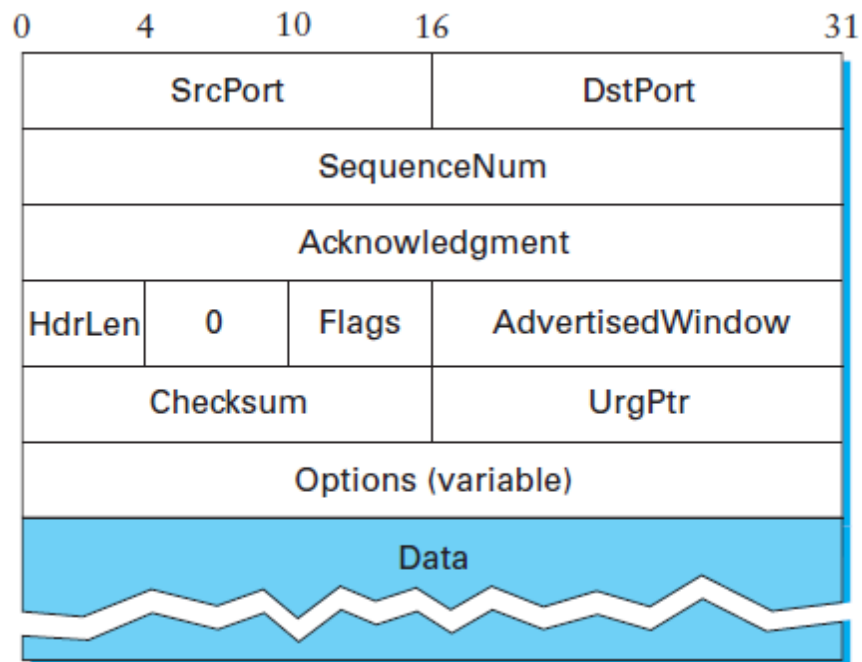 0 4 10 16 31
SrcPort DstPort
SequenceNum
Acknowledgment
HdrLen 0 Flags AdvertisedWindow
Checksum UrgPtr
Options (variable)
Data